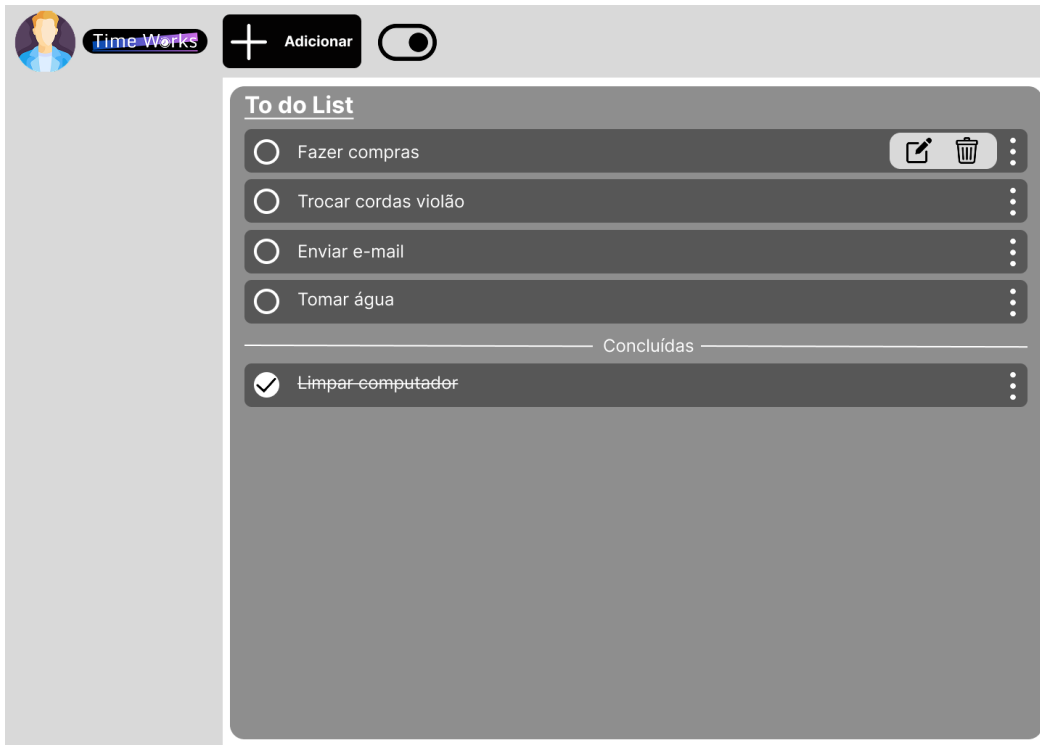 Time Works
Adicionar
To do List
Fazer compras
Trocar cordas violão
Enviar e-mail
Tomar água
Concluídas
Limpar computador